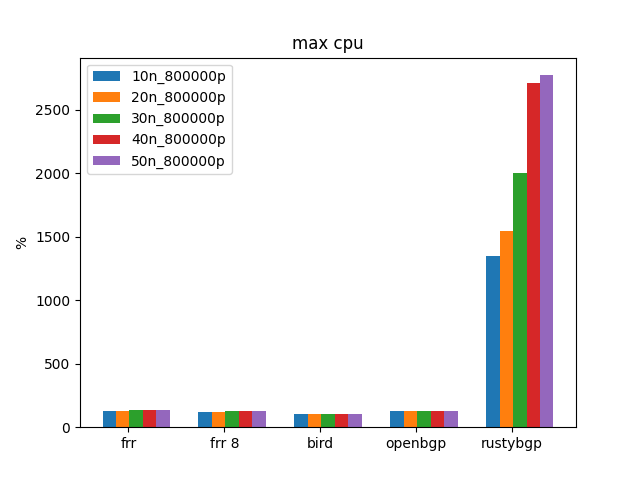 max cpu
10n_800000p
20n_800000p
30n_800000p
40n_800000p
50n_800000p
%
2500
2000
1500
1000
500
0
frr frr 8 bird openbgp rustybgp